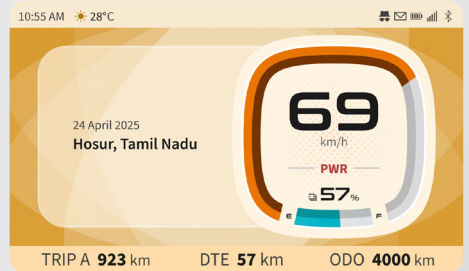 10:55 AM 28°C
24 April 2025
Hosur, Tamil Nadu
69
km/h
PWR
57%
E F
TRIP A 923 km DTE 57 km ODO 4000 km